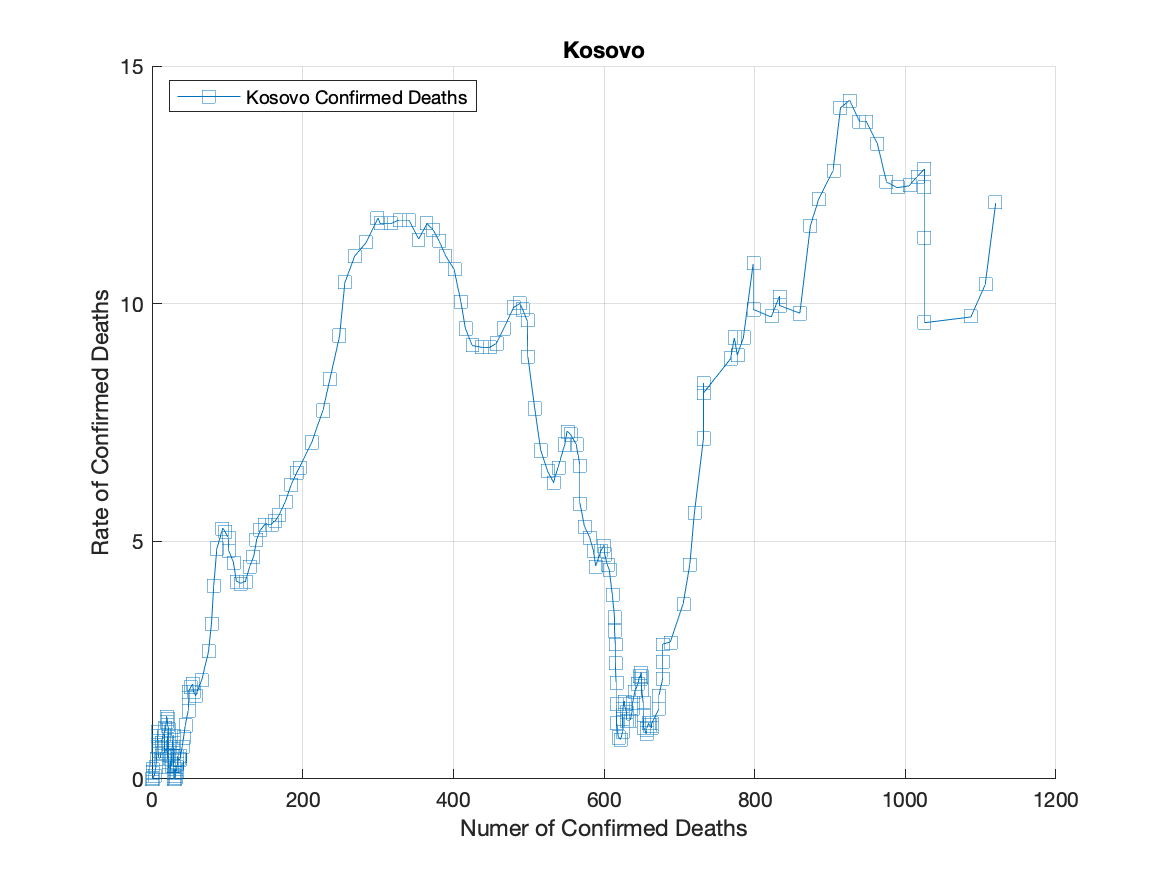 Kosovo
Kosovo Confirmed Deaths
15
10
5
0
Rate of Confirmed Deaths
0 200 400 600 800 1000 1200
Numer of Confirmed Deaths